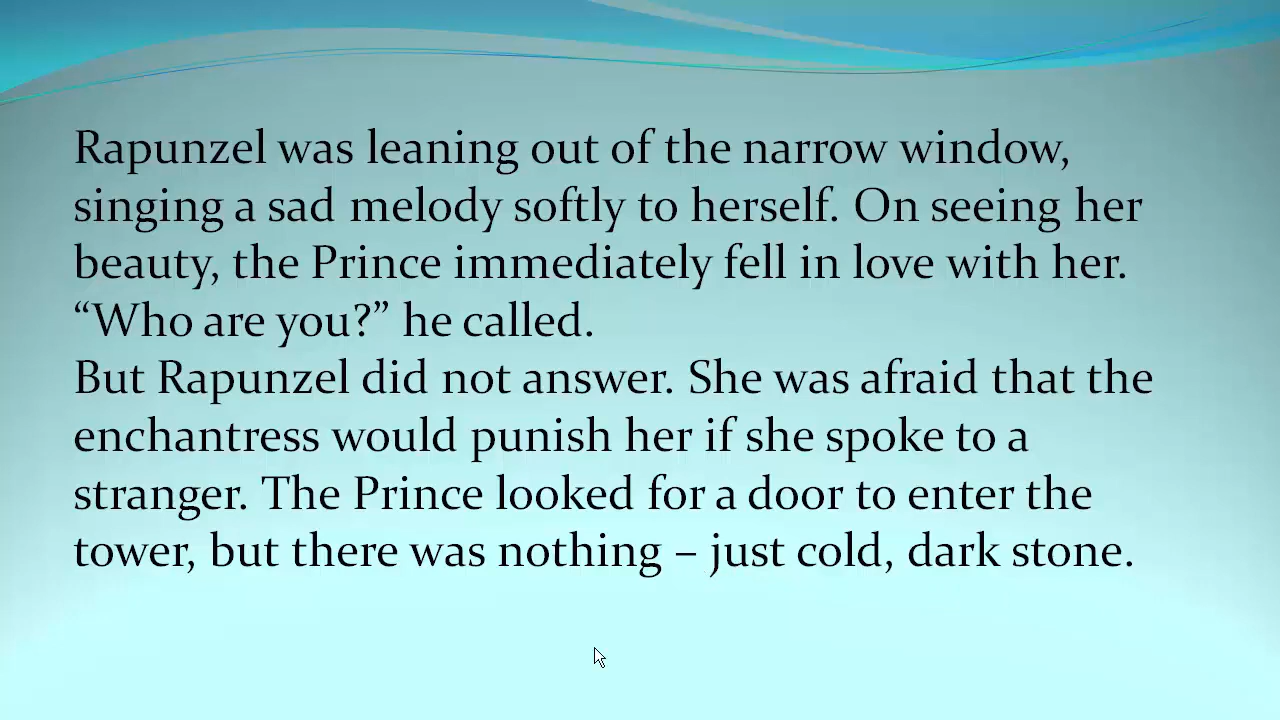 Rapunzel was leaning out of the narrow window,
singing a sad melody softly to herself. On seeing her
beauty, the Prince immediately fell in love with her.
“Who are you?” he called.
But Rapunzel did not answer. She was afraid that the
enchantress would punish her if she spoke to a
stranger. The Prince looked for a door to enter the
tower, but there was nothing – just cold, dark stone.